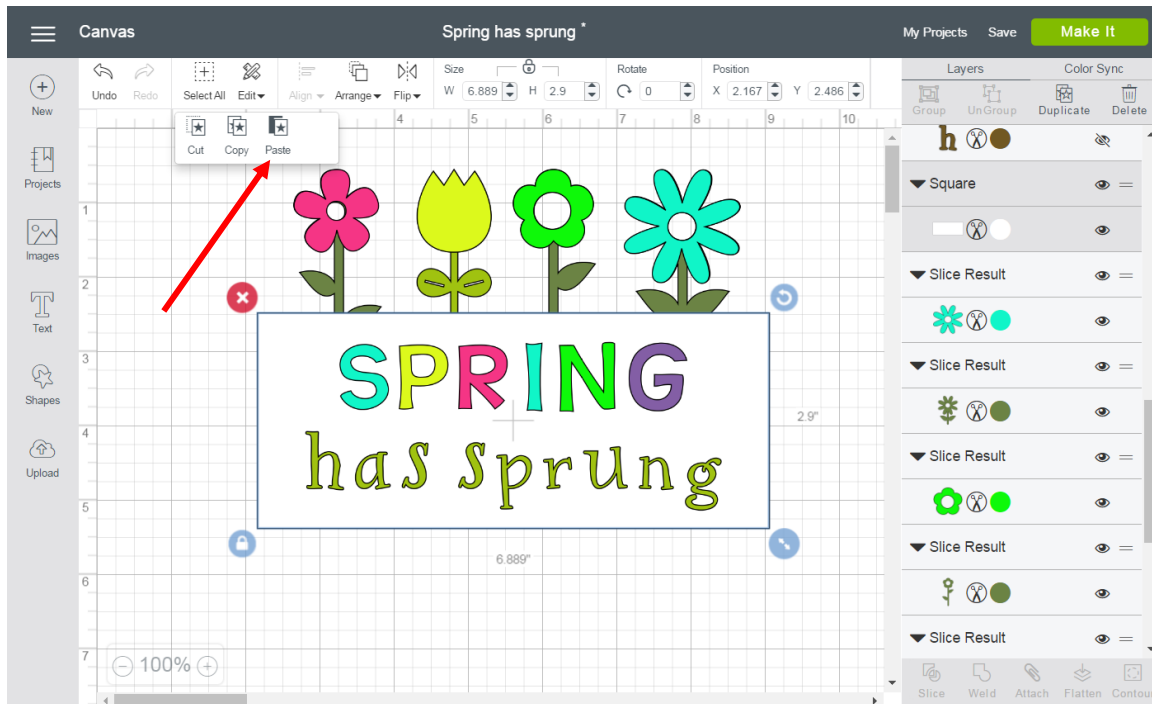 Canvas Spring has sprung * My Projects Save Make It
Undo Redo Select All Edit Align Arrange Flip Size W 6.889 H 2.9 Rotate 0 Position X 2.167 Y 2.486
Layers Color Sync
Group UnGroup Duplicate Delete
New
Projects
Images
Text
Shapes
Upload
Cut Copy Paste
4 5 6 7 8 9 10
1
2
3
4
5
6
7
SPRING
has sprung
2.9"
6.889"
100%
h
Square
Slice Result
Slice Result
Slice Result
Slice Result
Slice Result
Slice Weld Attach Flatten Contour